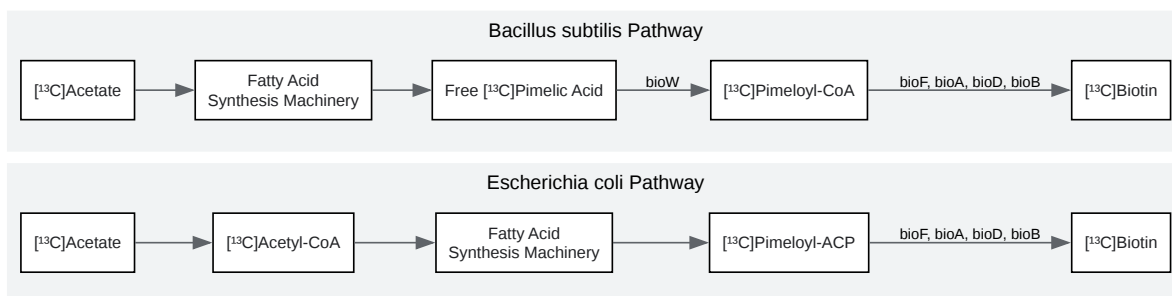 Bacillus subtilis Pathway
[¹³C]Acetate
Fatty Acid
Synthesis Machinery
Free [¹³C]Pimelic Acid
bioW
[¹³C]Pimeloyl-CoA
bioF, bioA, bioD, bioB
[¹³C]Biotin
Escherichia coli Pathway
[¹³C]Acetate
[¹³C]Acetyl-CoA
Fatty Acid
Synthesis Machinery
[¹³C]Pimeloyl-ACP
bioF, bioA, bioD, bioB
[¹³C]Biotin